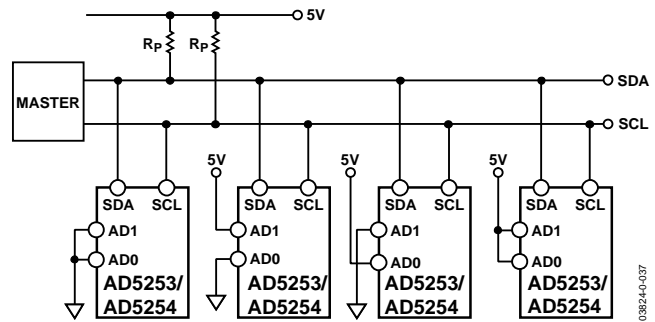 5V
RP RP
SDA
MASTER
SCL
5V 5V 5V
SDA SCL SDA SCL SDA SCL SDA SCL
AD1 AD1 AD1 AD1
AD0 AD0 AD0 AD0
AD5253/ AD5253/ AD5253/ AD5253/
AD5254 AD5254 AD5254 AD5254
03824-0-037